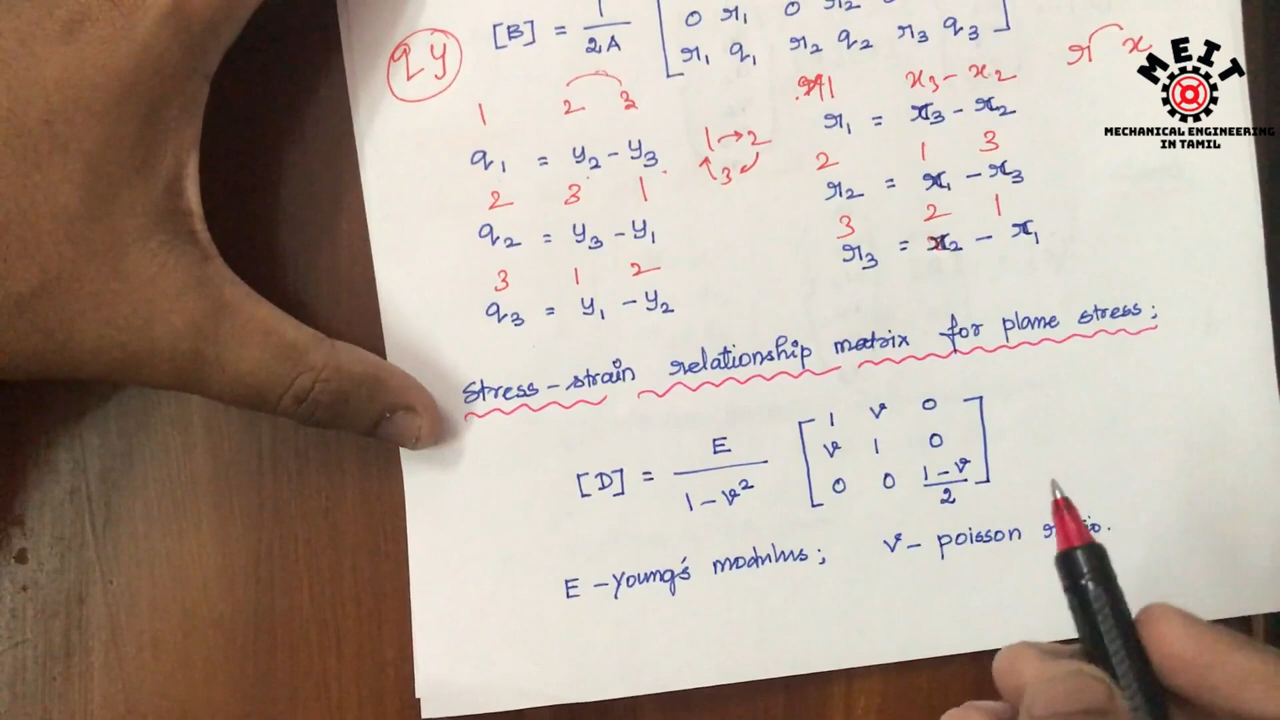 [B] = 1/2A [ 0 r₁ 0 r₂
r₁ q₁ r₂ q₂ r₃ q₃ ]
q y
r x
MEIT
MECHANICAL ENGINEERING
IN TAMIL
1 2 3
x₃ - x₂
q₁ = y₂ - y₃
1 → 2
3
r₁ = x₃ - x₂
2 3 1
2 1 3
q₂ = y₃ - y₁
r₂ = x₁ - x₃
3 1 2
3 2 1
q₃ = y₁ - y₂
r₃ = x₂ - x₁
Stress-strain relationship matrix for plane stress;
[D] = E/(1-v²) [ 1 v 0
v 1 0
0 0 (1-v)/2 ]
E - Young's modulus; v - poisson